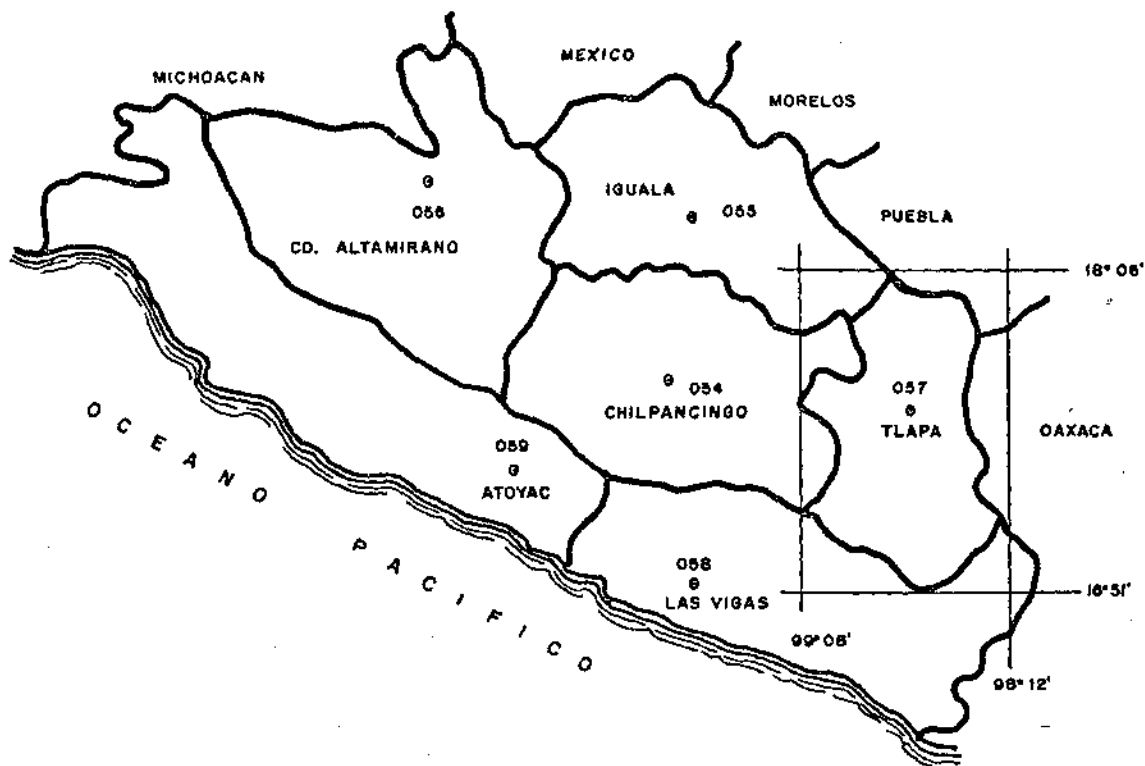 MEXICO
MICHOACAN
MORELOS
IGUALA
055
056
PUEBLA
CD. ALTAMIRANO
18° 06'
054
057
CHILPANCINGO
TLAPA
OAXACA
059
ATOYAC
OCEANO PACIFICO
058
LAS VIGAS
16° 51'
99° 08'
98° 12'